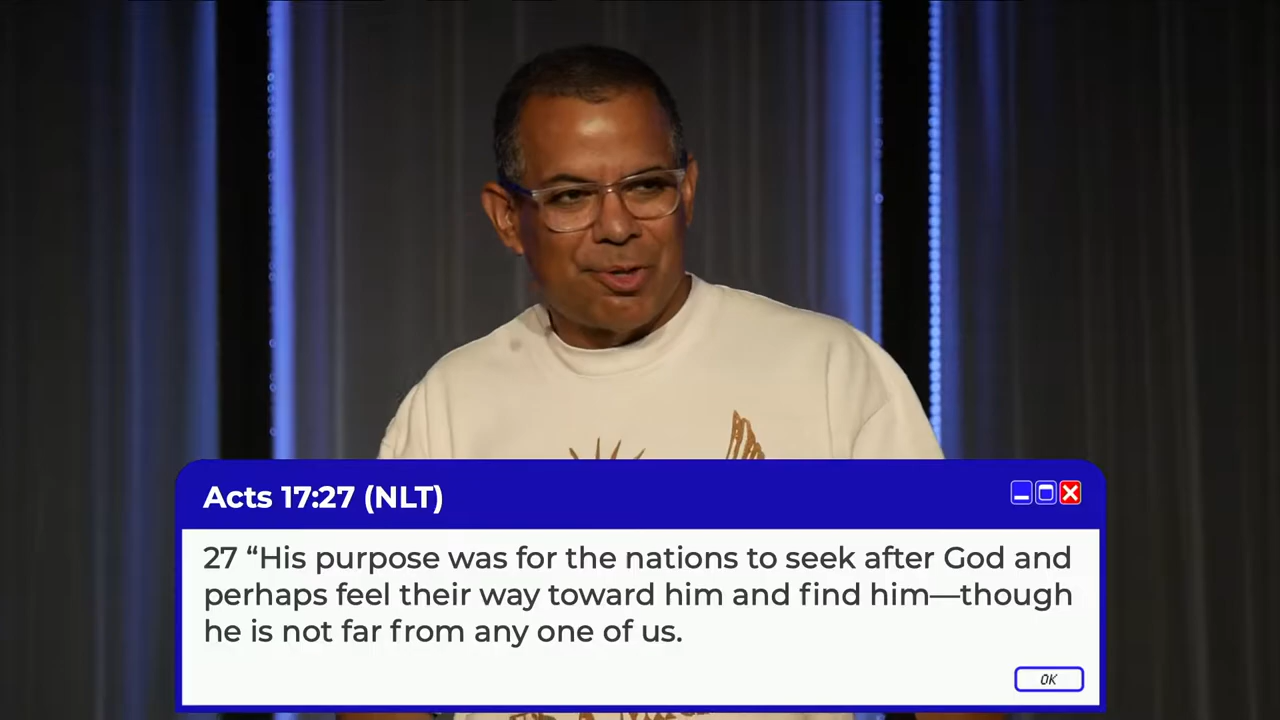 Acts 17:27 (NLT)
27 “His purpose was for the nations to seek after God and
perhaps feel their way toward him and find him—though
he is not far from any one of us.
OK